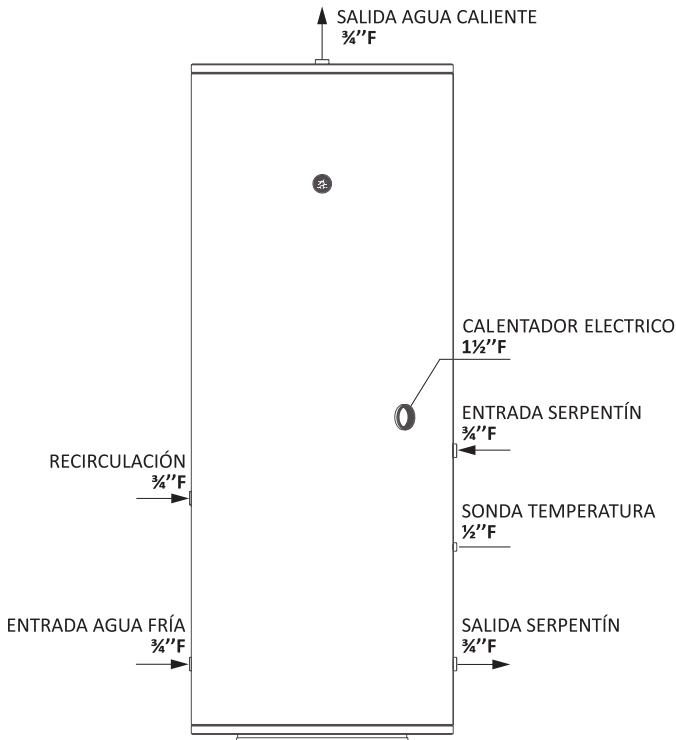 SALIDA AGUA CALIENTE
¾’’F
CALENTADOR ELECTRICO
1½’’F
ENTRADA SERPENTÍN
¾’’F
RECIRCULACIÓN
¾’’F
SONDA TEMPERATURA
½’’F
ENTRADA AGUA FRÍA
¾’’F
SALIDA SERPENTÍN
¾’’F